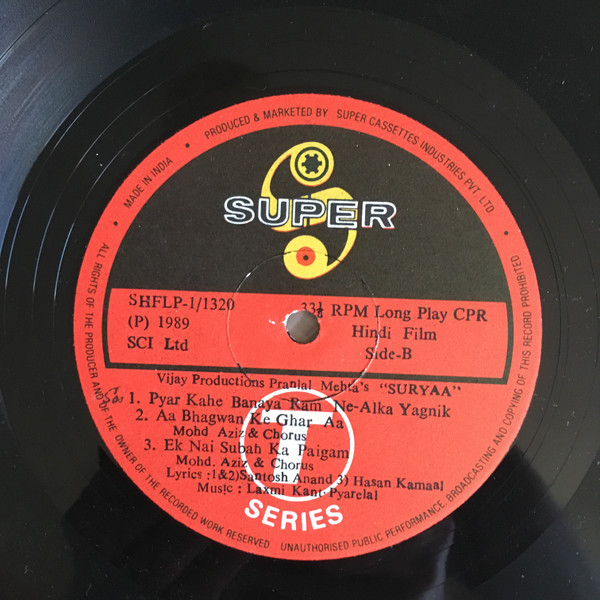 MADE IN INDIA • PRODUCED & MARKETED BY SUPER CASSETTES INDUSTRIES PVT. LTD.
SUPER
SHFLP-1/1320
(P) 1989
SCI Ltd
33⅓ RPM Long Play CPR
Hindi Film
Side-B
Vijay Productions Pranlal Mehta's "SURYAA"
1. Pyar Kahe Banaya Ram Ne-Alka Yagnik
2. Aa Bhagwan Ke Ghar Aa
Mohd Aziz & Chorus
3. Ek Nai Subah Ka Paigam
Mohd. Aziz & Chorus
Lyrics :1&2)Santosh Anand 3) Hasan Kamaal
Music : Laxmi Kant-Pyarelal
T
SERIES
ALL RIGHTS OF THE PRODUCER AND OF THE OWNER OF THE RECORDED WORK RESERVED. UNAUTHORISED PUBLIC PERFORMANCE, BROADCASTING AND COPYING OF THIS RECORD PROHIBITED.